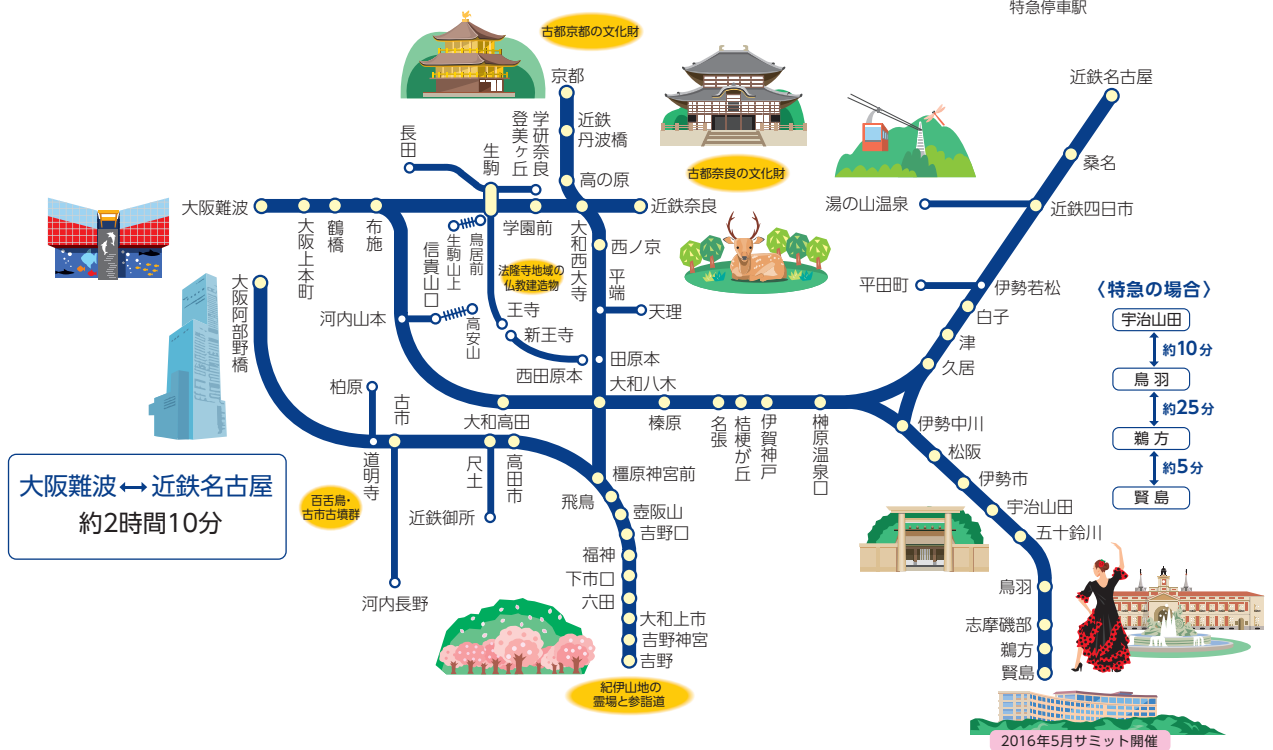 特急停車駅
古都京都の文化財
京都
近鉄
丹波橋
高の原
学研奈良
登美ヶ丘
長田
生駒
古都奈良の文化財
近鉄名古屋
桑名
湯の山温泉
近鉄四日市
平田町
伊勢若松
白子
津
久居
大阪難波
大阪上本町
鶴橋
布施
学園前
大和西大寺
近鉄奈良
西ノ京
平端
天理
鳥居前
生駒山上
信貴山口
法隆寺地域の
仏教建造物
河内山本
高安山
王寺
新王寺
西田原本
田原本
大和八木
大阪阿部野橋
柏原
古市
大和高田
榛原
名張
桔梗が丘
伊賀神戸
榊原温泉口
伊勢中川
松阪
伊勢市
宇治山田
五十鈴川
鳥羽
志摩磯部
鵜方
賢島
〈特急の場合〉
宇治山田
約10分
鳥羽
約25分
鵜方
約5分
賢島
大阪難波↔近鉄名古屋
約2時間10分
百舌鳥・
古市古墳群
道明寺
尺土
高田市
近鉄御所
河内長野
橿原神宮前
飛鳥
壺阪山
吉野口
福神
下市口
六田
大和上市
吉野神宮
吉野
紀伊山地の
霊場と参詣道
2016年5月サミット開催